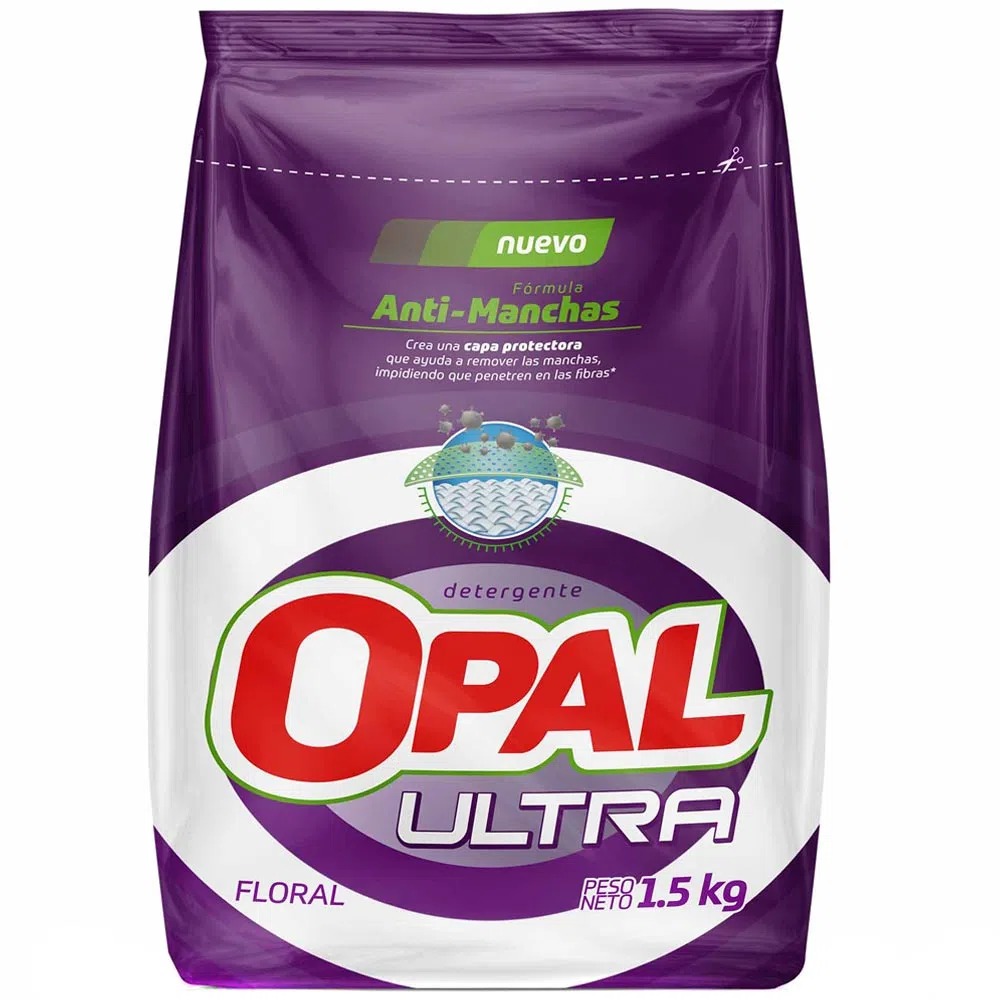 nuevo
Fórmula
Anti-Manchas
Crea una capa protectora
que ayuda a remover las manchas,
impidiendo que penetren en las fibras*
detergente
OPAL
ULTRA
FLORAL
PESO
NETO 1.5 kg